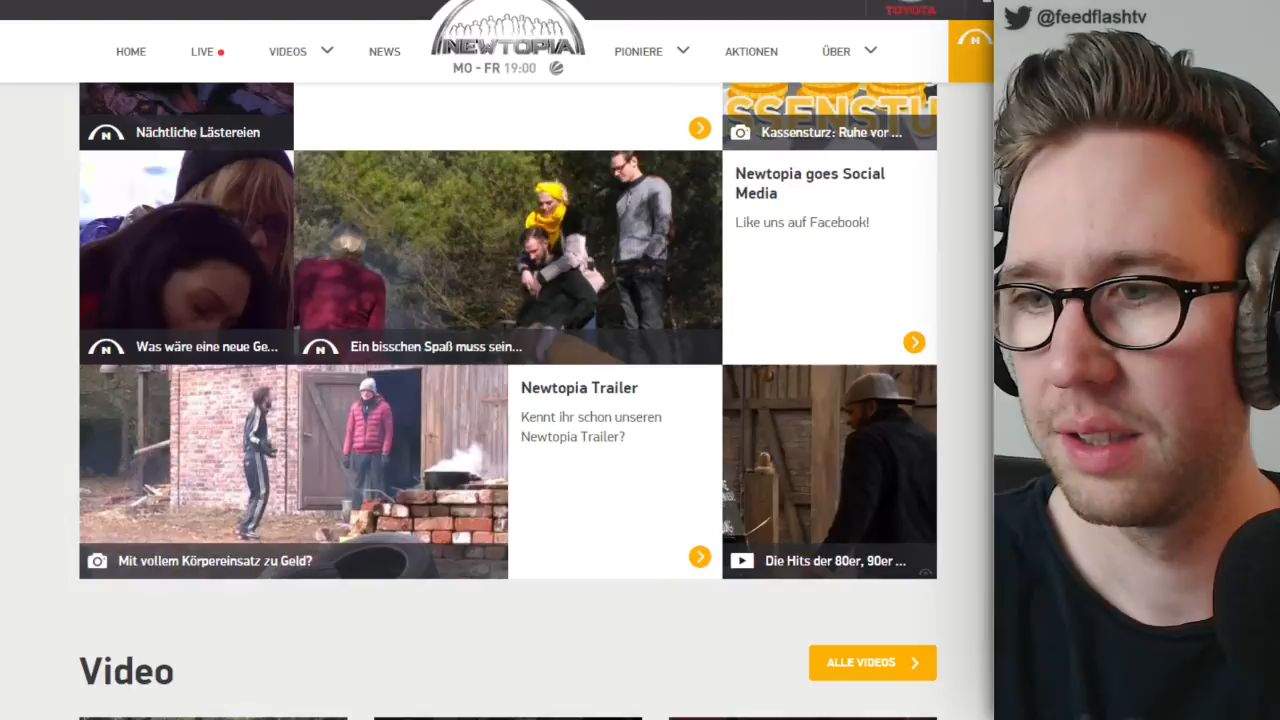 TOYOTA
@feedflashtv
HOME
LIVE
VIDEOS
NEWS
NEWTOPIA
MO - FR 19:00
PIONIERE
AKTIONEN
ÜBER
N
SSENSTU
N Nächtliche Lästereien
Kassensturz: Ruhe vor ...
Newtopia goes Social
Media
Like uns auf Facebook!
N Was wäre eine neue Ge...
N Ein bisschen Spaß muss sein...
Newtopia Trailer
Kennt ihr schon unseren
Newtopia Trailer?
Mit vollem Körpereinsatz zu Geld?
Die Hits der 80er, 90er ...
Video
ALLE VIDEOS